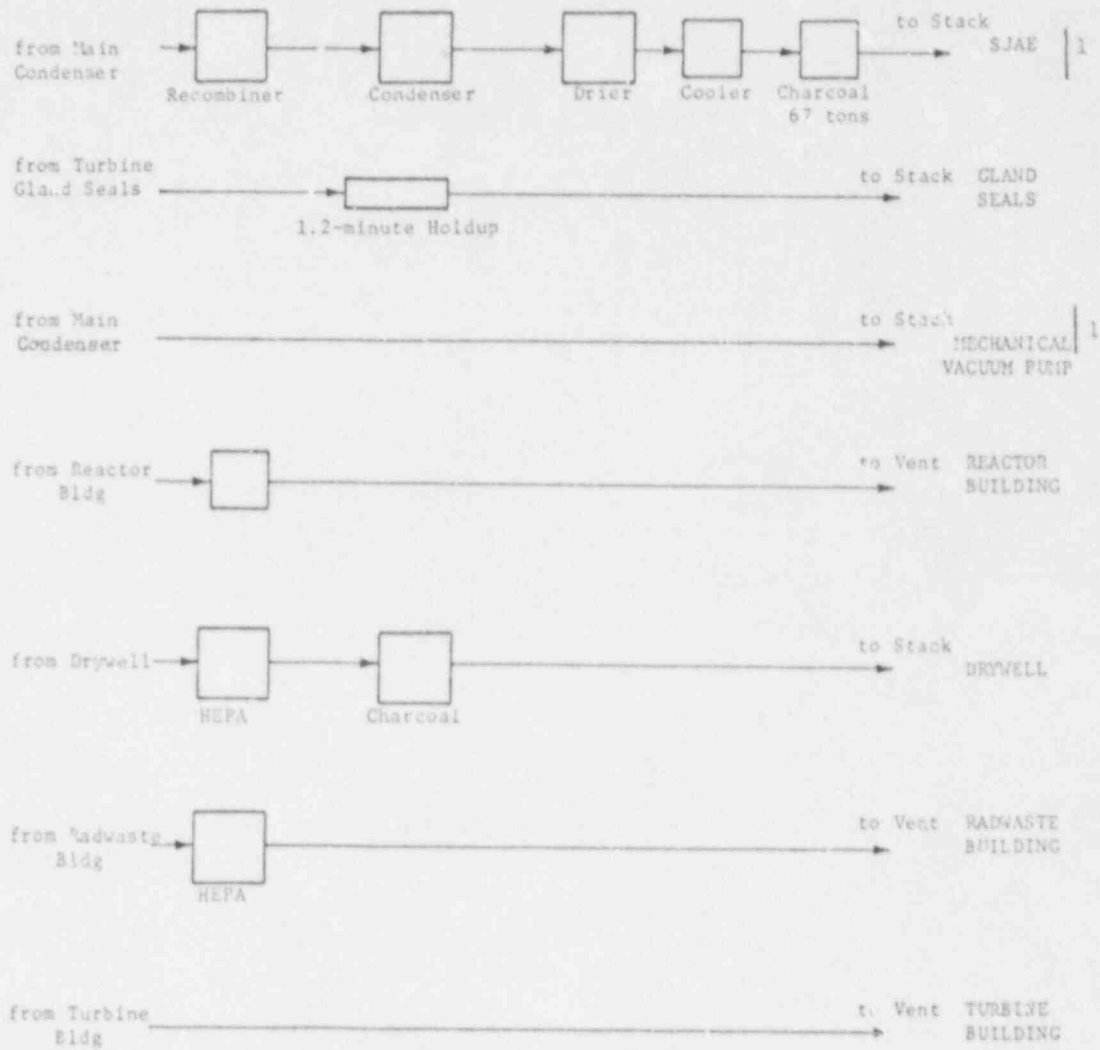 from Main
Condenser
Recombiner
Condenser
Drier
Cooler
Charcoal
67 tons
to Stack
SJAE
1
from Turbine
Gland Seals
1.2-minute Holdup
to Stack GLAND
SEALS
from Main
Condenser
to Stack
MECHANICAL
VACUUM PUMP
1
from Reactor
Bldg
to Vent REACTOR
BUILDING
from Drywell
HEPA
Charcoal
to Stack
DRYWELL
from Radwaste
Bldg
HEPA
to Vent RADWASTE
BUILDING
from Turbine
Bldg
to Vent TURBINE
BUILDING